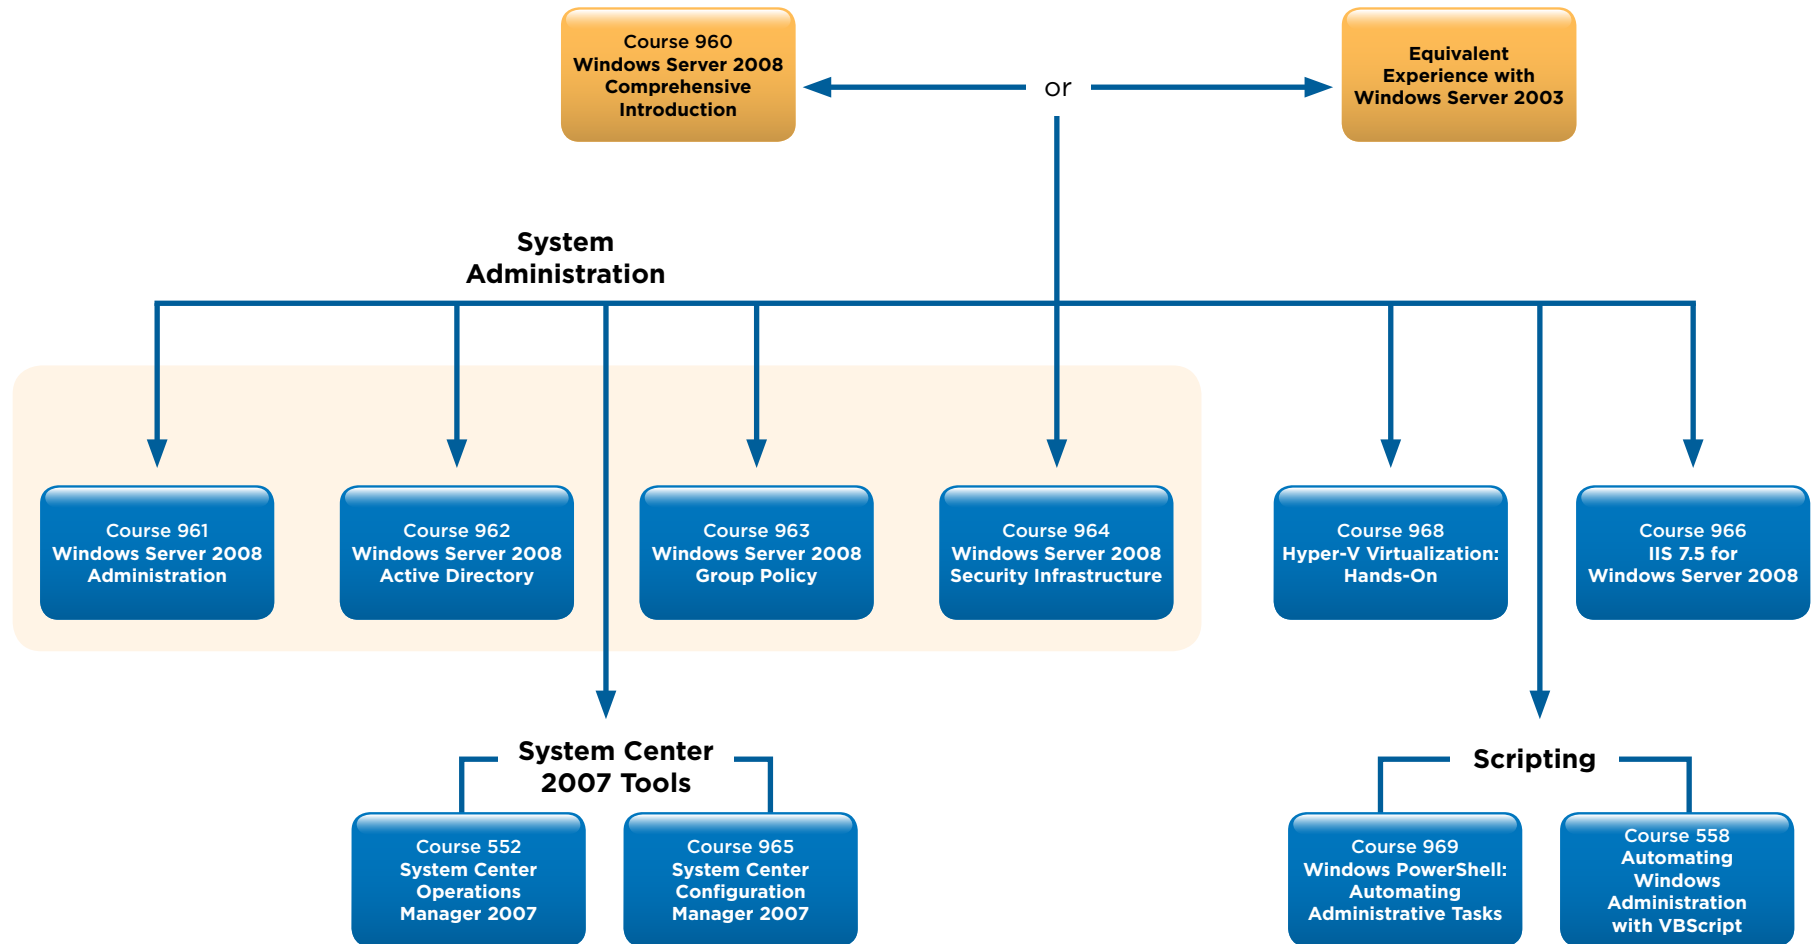 Course 960
Windows Server 2008
Comprehensive
Introduction
or
Equivalent
Experience with
Windows Server 2003
System
Administration
Course 961
Windows Server 2008
Administration
Course 962
Windows Server 2008
Active Directory
Course 963
Windows Server 2008
Group Policy
Course 964
Windows Server 2008
Security Infrastructure
Course 968
Hyper-V Virtualization:
Hands-On
Course 966
IIS 7.5 for
Windows Server 2008
System Center
2007 Tools
Course 552
System Center
Operations
Manager 2007
Course 965
System Center
Configuration
Manager 2007
Scripting
Course 969
Windows PowerShell:
Automating
Administrative Tasks
Course 558
Automating
Windows
Administration
with VBScript